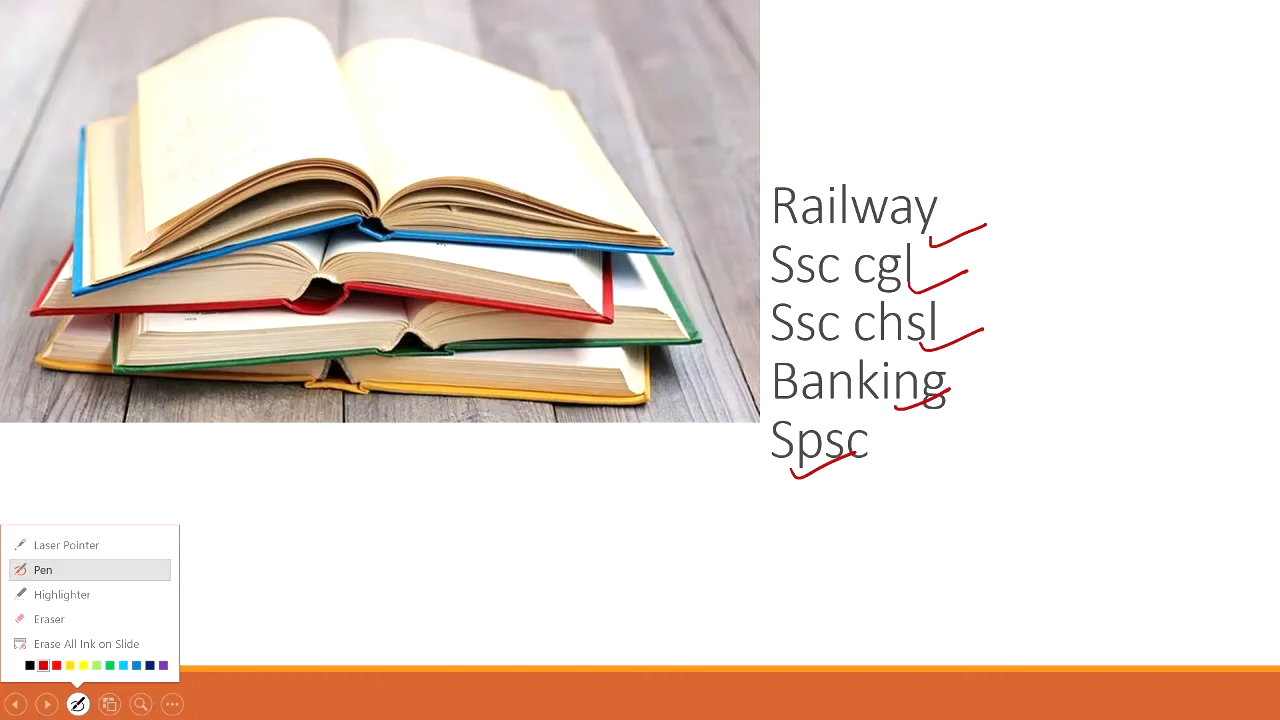 Railway
Ssc cgl
Ssc chsl
Banking
Spsc
Laser Pointer
Pen
Highlighter
Eraser
Erase All Ink on Slide